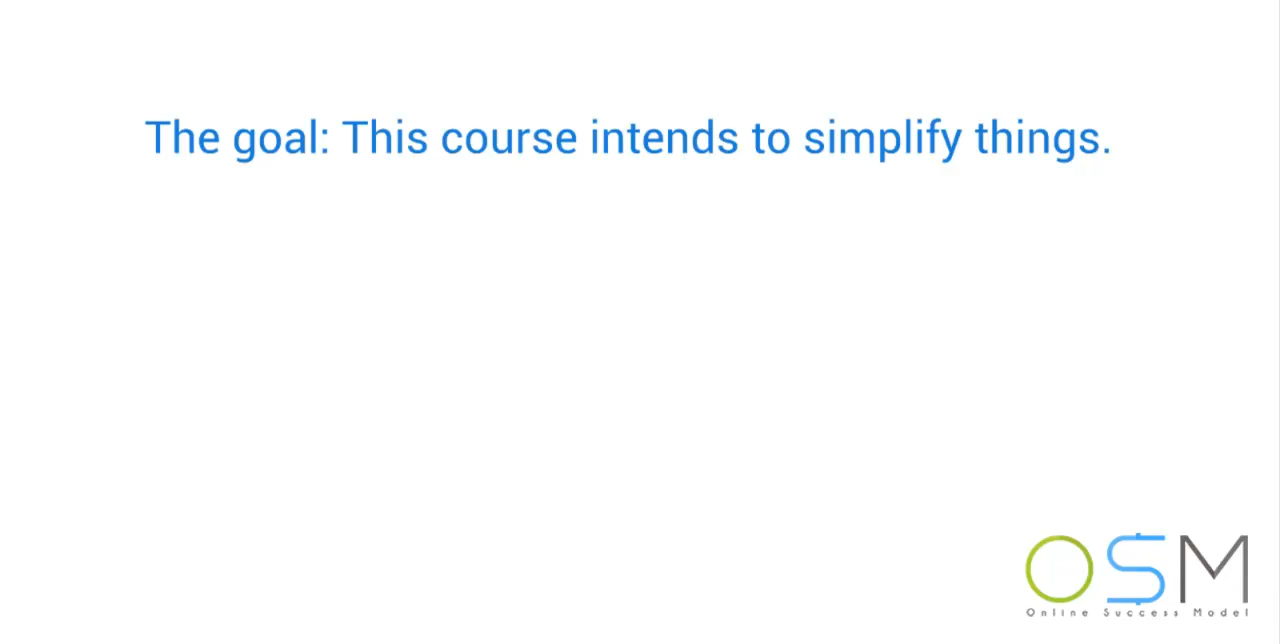 The goal: This course intends to simplify things.
OSM
Online Success Model